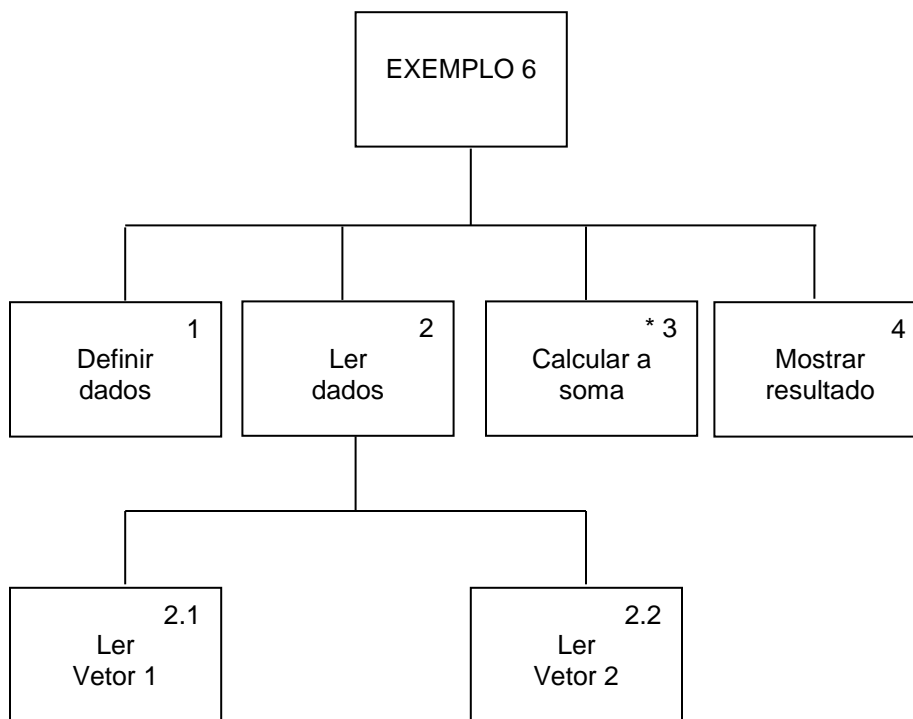 EXEMPLO 6
1
Definir
dados
2
Ler
dados
* 3
Calcular a
soma
4
Mostrar
resultado
2.1
Ler
Vetor 1
2.2
Ler
Vetor 2